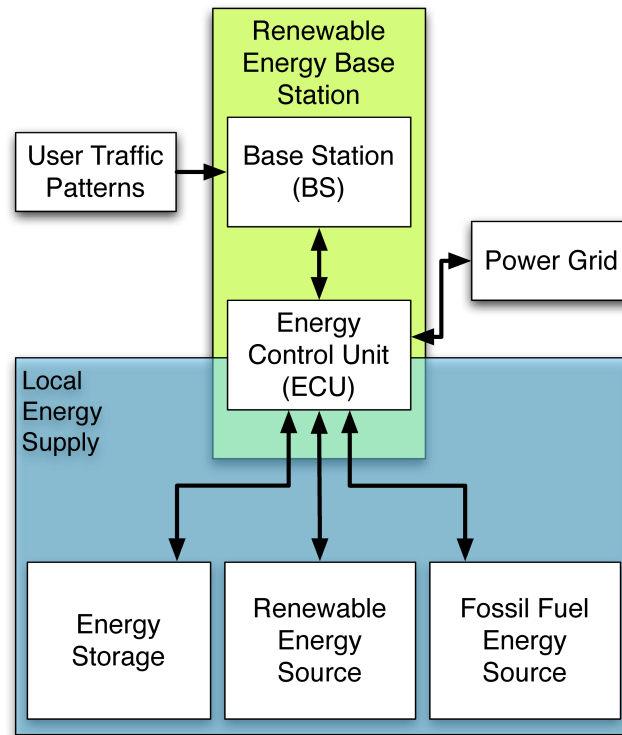 Renewable
Energy Base
Station
User Traffic
Patterns
Base Station
(BS)
Power Grid
Energy
Control Unit
(ECU)
Local
Energy
Supply
Energy
Storage
Renewable
Energy
Source
Fossil Fuel
Energy
Source